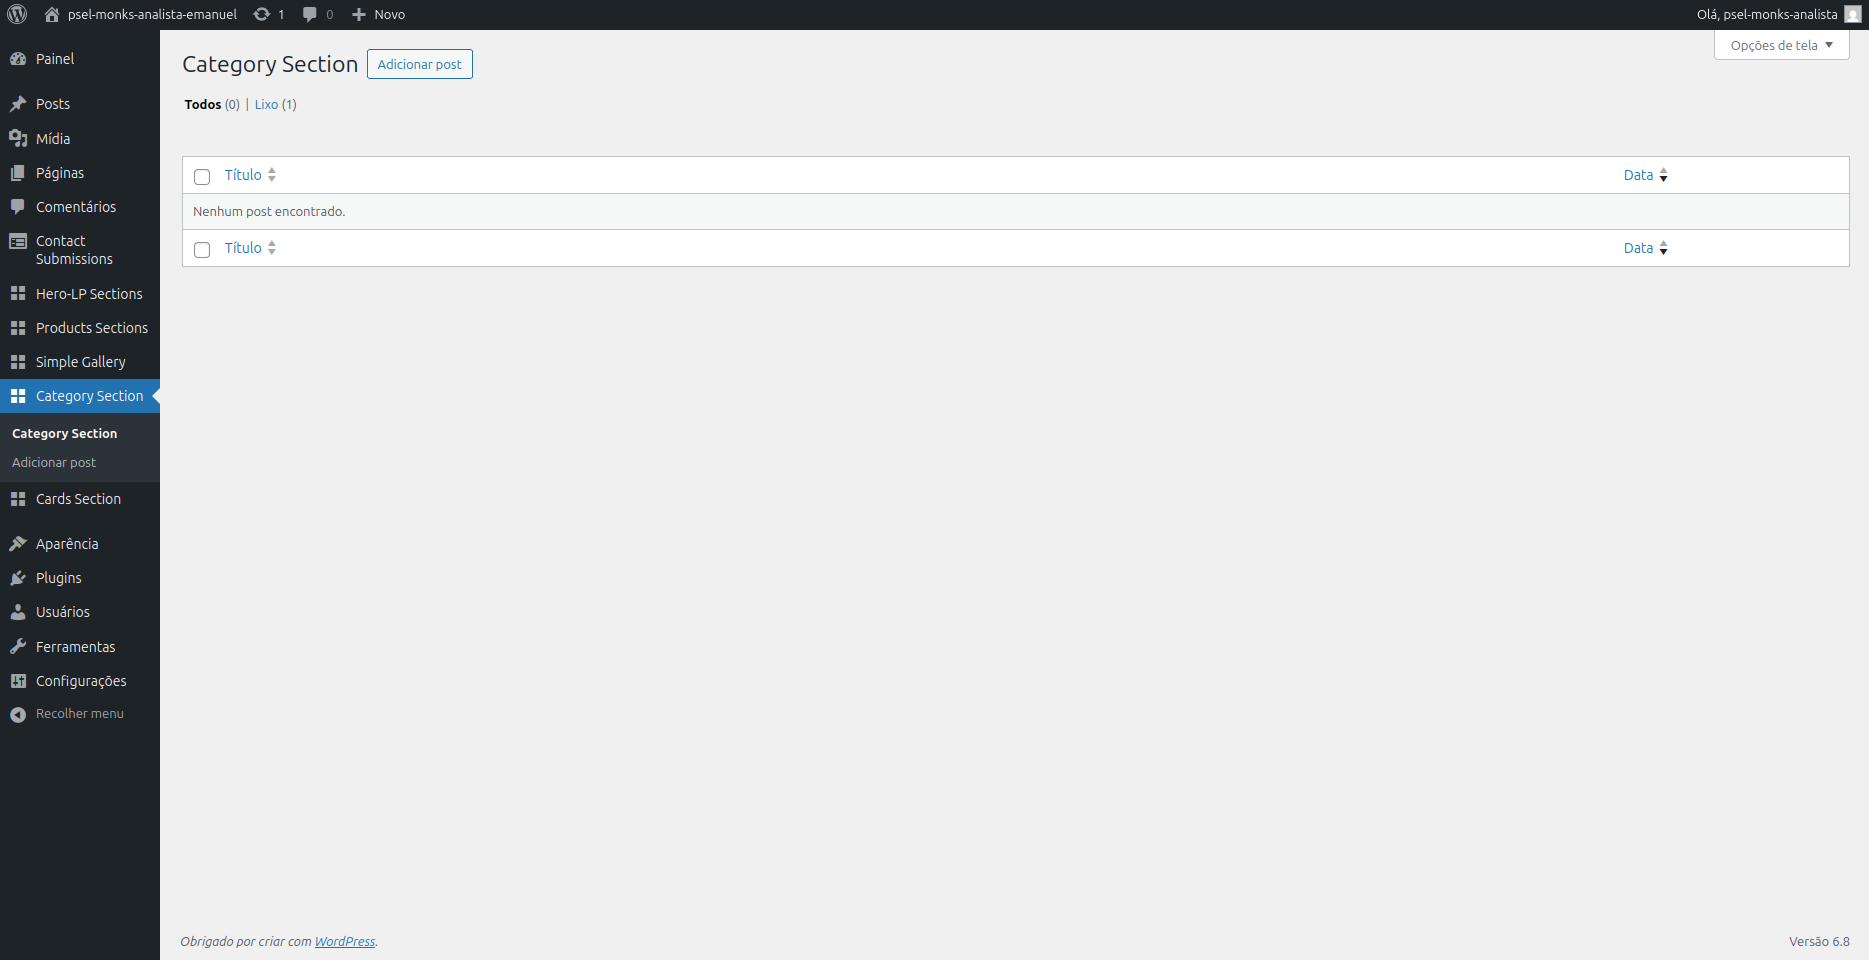 psel-monks-analista-emanuel 1 0 Novo Olá, psel-monks-analista
Opções de tela
Painel
Posts
Mídia
Páginas
Comentários
Contact
Submissions
Hero-LP Sections
Products Sections
Simple Gallery
Category Section
Category Section
Adicionar post
Cards Section
Aparência
Plugins
Usuários
Ferramentas
Configurações
Recolher menu
Category Section Adicionar post
Todos (0) | Lixo (1)
Título Data
Nenhum post encontrado.
Título Data
Obrigado por criar com WordPress. Versão 6.8